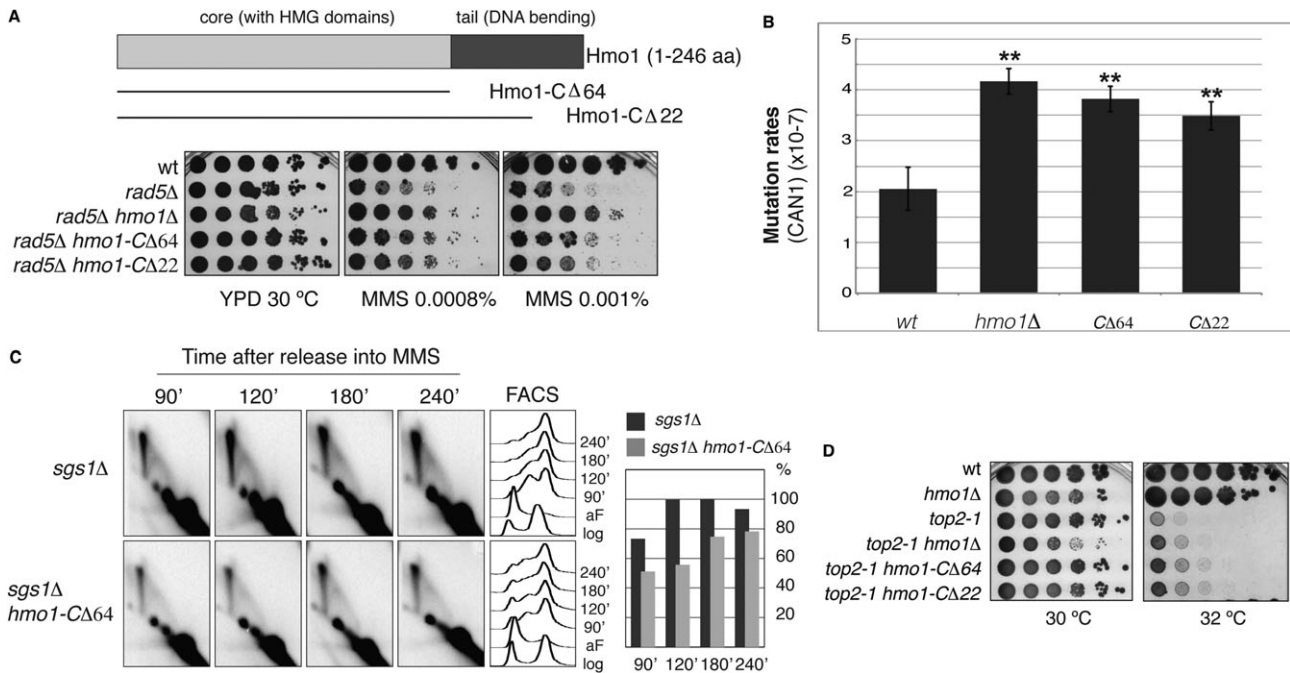 A
core (with HMG domains) tail (DNA bending)
Hmo1 (1-246 aa)
Hmo1-CΔ64
Hmo1-CΔ22
wt
rad5Δ
rad5Δ hmo1Δ
rad5Δ hmo1-CΔ64
rad5Δ hmo1-CΔ22
YPD 30 ºC MMS 0.0008% MMS 0.001%
B
Mutation rates
(CAN1) (x10-7)
5
4
3
2
1
0
** ** **
wt hmo1Δ CΔ64 CΔ22
C
Time after release into MMS
90' 120' 180' 240' FACS
sgs1Δ
240'
180'
120'
90'
aF
log
sgs1Δ
hmo1-CΔ64
240'
180'
120'
90'
aF
log
sgs1Δ
sgs1Δ hmo1-CΔ64
%
100
80
60
40
20
90' 120' 180' 240'
D
wt
hmo1Δ
top2-1
top2-1 hmo1Δ
top2-1 hmo1-CΔ64
top2-1 hmo1-CΔ22
30 ºC 32 ºC